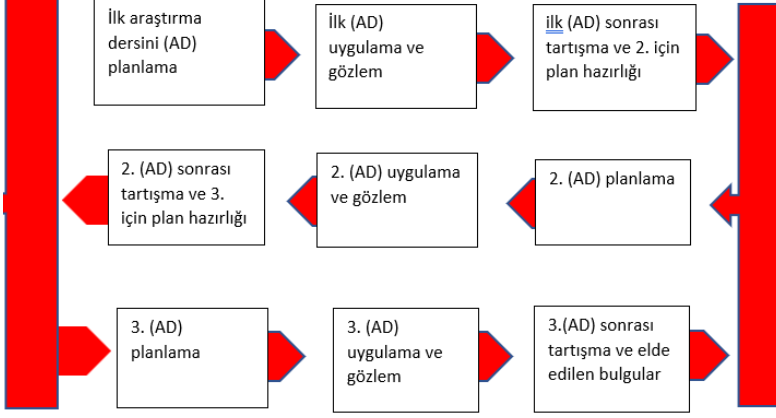 İlk araştırma
dersini (AD)
planlama
İlk (AD)
uygulama ve
gözlem
ilk (AD) sonrası
tartışma ve 2. için
plan hazırlığı
2. (AD) sonrası
tartışma ve 3.
için plan hazırlığı
2. (AD) uygulama
ve gözlem
2. (AD) planlama
3. (AD)
planlama
3. (AD)
uygulama ve
gözlem
3.(AD) sonrası
tartışma ve elde
edilen bulgular